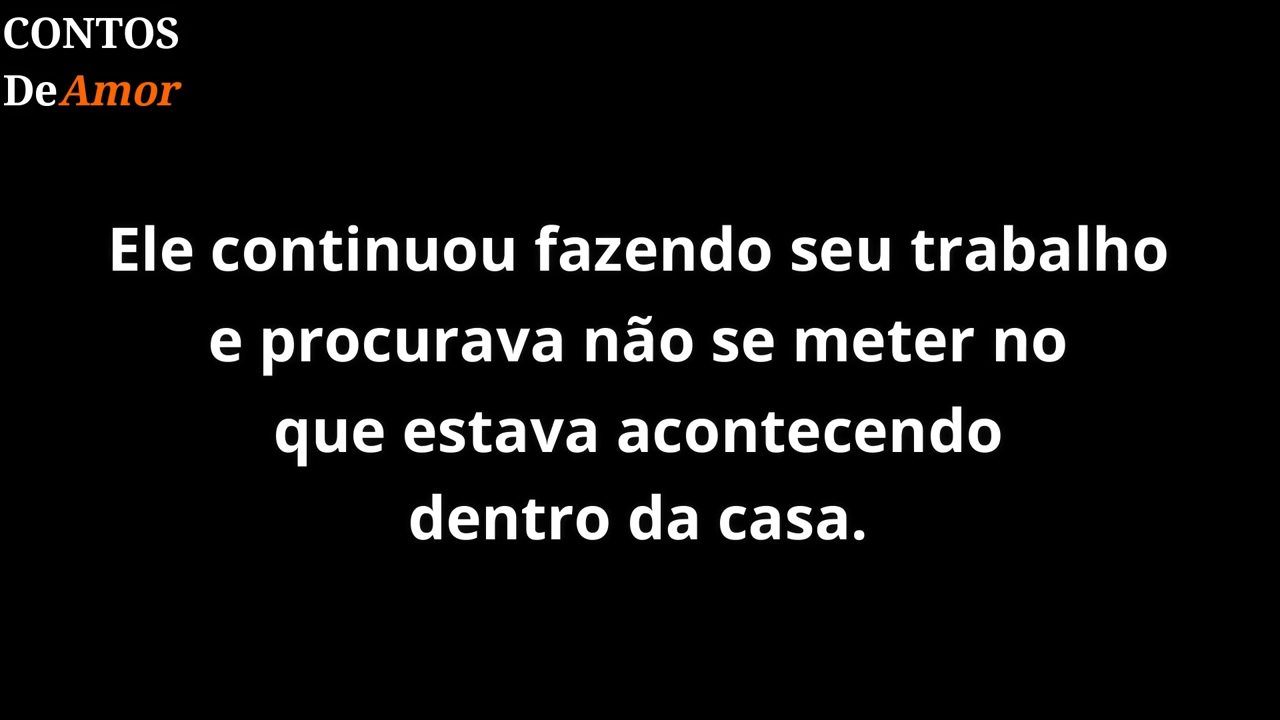 CONTOS
DeAmor
Ele continuou fazendo seu trabalho
e procurava não se meter no
que estava acontecendo
dentro da casa.